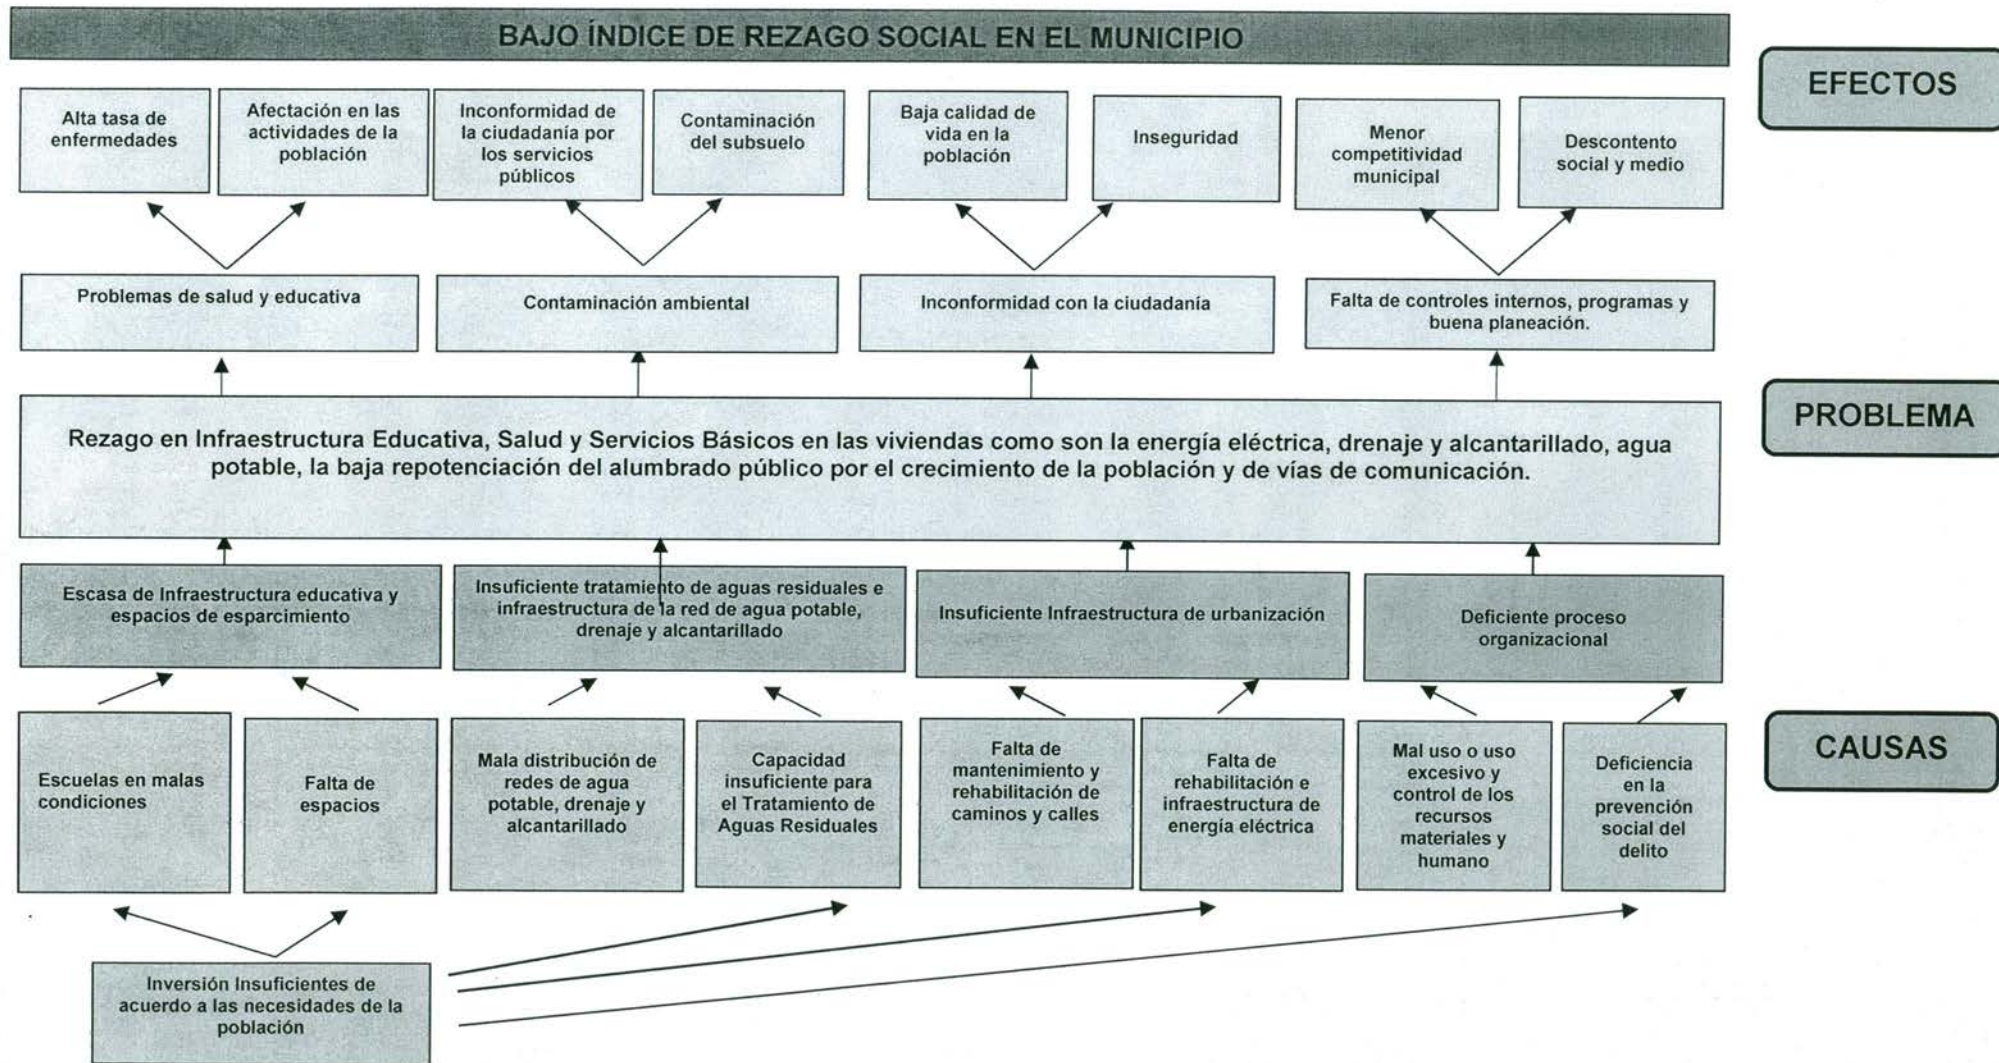 BAJO ÍNDICE DE REZAGO SOCIAL EN EL MUNICIPIO
EFECTOS
Alta tasa de
enfermedades
Afectación en las
actividades de la
población
Inconformidad de
la ciudadanía por
los servicios
públicos
Contaminación
del subsuelo
Baja calidad de
vida en la
población
Inseguridad
Menor
competitividad
municipal
Descontento
social y medio
Problemas de salud y educativa
Contaminación ambiental
Inconformidad con la ciudadanía
Falta de controles internos, programas y
buena planeación.
PROBLEMA
Rezago en Infraestructura Educativa, Salud y Servicios Básicos en las viviendas como son la energía eléctrica, drenaje y alcantarillado, agua
potable, la baja repotenciación del alumbrado público por el crecimiento de la población y de vías de comunicación.
Escasa de Infraestructura educativa y
espacios de esparcimiento
Insuficiente tratamiento de aguas residuales e
infraestructura de la red de agua potable,
drenaje y alcantarillado
Insuficiente Infraestructura de urbanización
Deficiente proceso
organizacional
CAUSAS
Escuelas en malas
condiciones
Falta de
espacios
Mala distribución de
redes de agua
potable, drenaje y
alcantarillado
Capacidad
insuficiente para
el Tratamiento de
Aguas Residuales
Falta de
mantenimiento y
rehabilitación de
caminos y calles
Falta de
rehabilitación e
infraestructura de
energía eléctrica
Mal uso o uso
excesivo y
control de los
recursos
materiales y
humano
Deficiencia
en la
prevención
social del
delito
Inversión Insuficientes de
acuerdo a las necesidades de la
población